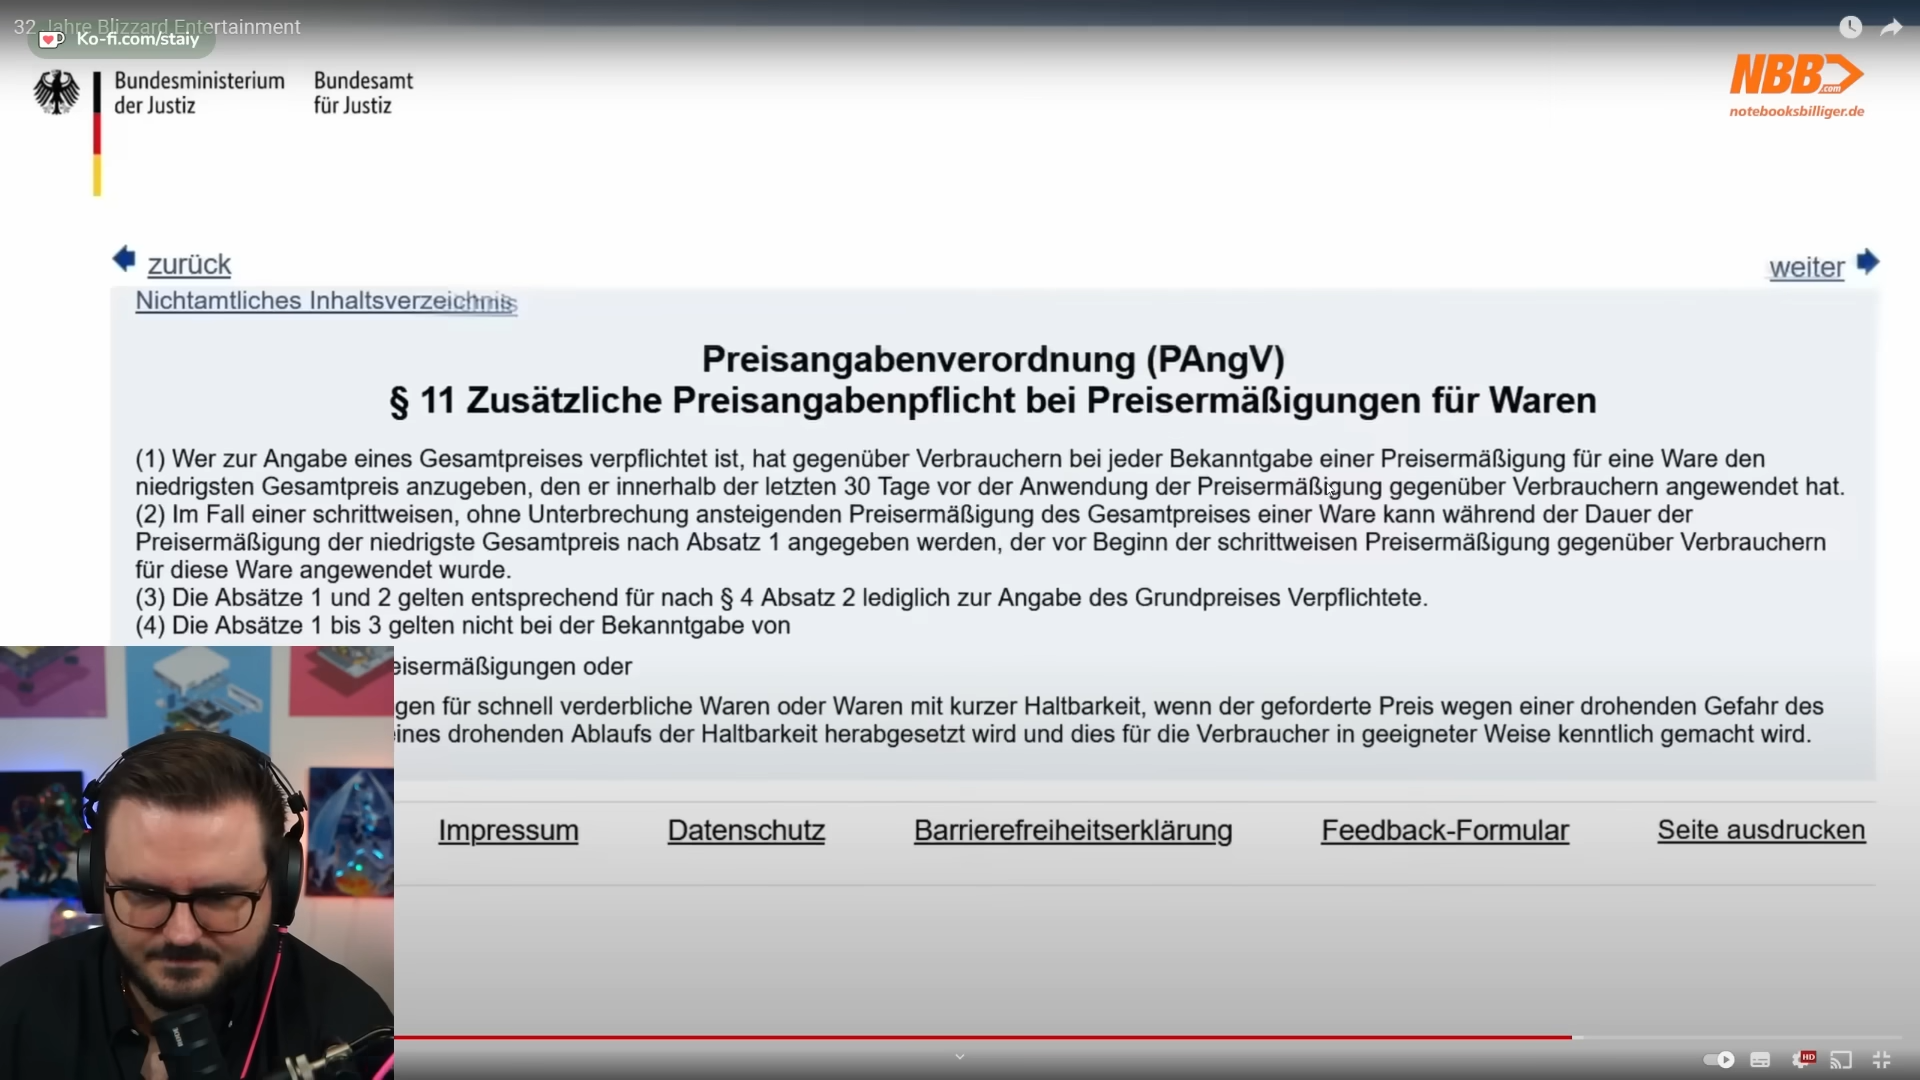 32 Jahre Blizzard Entertainment
Ko-fi.com/staiy
Bundesministerium
der Justiz
Bundesamt
für Justiz
NBB.com
notebooksbilliger.de
zurück
weiter
Nichtamtliches Inhaltsverzeichnis
Preisangabenverordnung (PAngV)
§ 11 Zusätzliche Preisangabenpflicht bei Preisermäßigungen für Waren
(1) Wer zur Angabe eines Gesamtpreises verpflichtet ist, hat gegenüber Verbrauchern bei jeder Bekanntgabe einer Preisermäßigung für eine Ware den
niedrigsten Gesamtpreis anzugeben, den er innerhalb der letzten 30 Tage vor der Anwendung der Preisermäßigung gegenüber Verbrauchern angewendet hat.
(2) Im Fall einer schrittweisen, ohne Unterbrechung ansteigenden Preisermäßigung des Gesamtpreises einer Ware kann während der Dauer der
Preisermäßigung der niedrigste Gesamtpreis nach Absatz 1 angegeben werden, der vor Beginn der schrittweisen Preisermäßigung gegenüber Verbrauchern
für diese Ware angewendet wurde.
(3) Die Absätze 1 und 2 gelten entsprechend für nach § 4 Absatz 2 lediglich zur Angabe des Grundpreises Verpflichtete.
(4) Die Absätze 1 bis 3 gelten nicht bei der Bekanntgabe von
eisermäßigungen oder
gen für schnell verderbliche Waren oder Waren mit kurzer Haltbarkeit, wenn der geforderte Preis wegen einer drohenden Gefahr des
eines drohenden Ablaufs der Haltbarkeit herabgesetzt wird und dies für die Verbraucher in geeigneter Weise kenntlich gemacht wird.
Impressum
Datenschutz
Barrierefreiheitserklärung
Feedback-Formular
Seite ausdrucken
HD